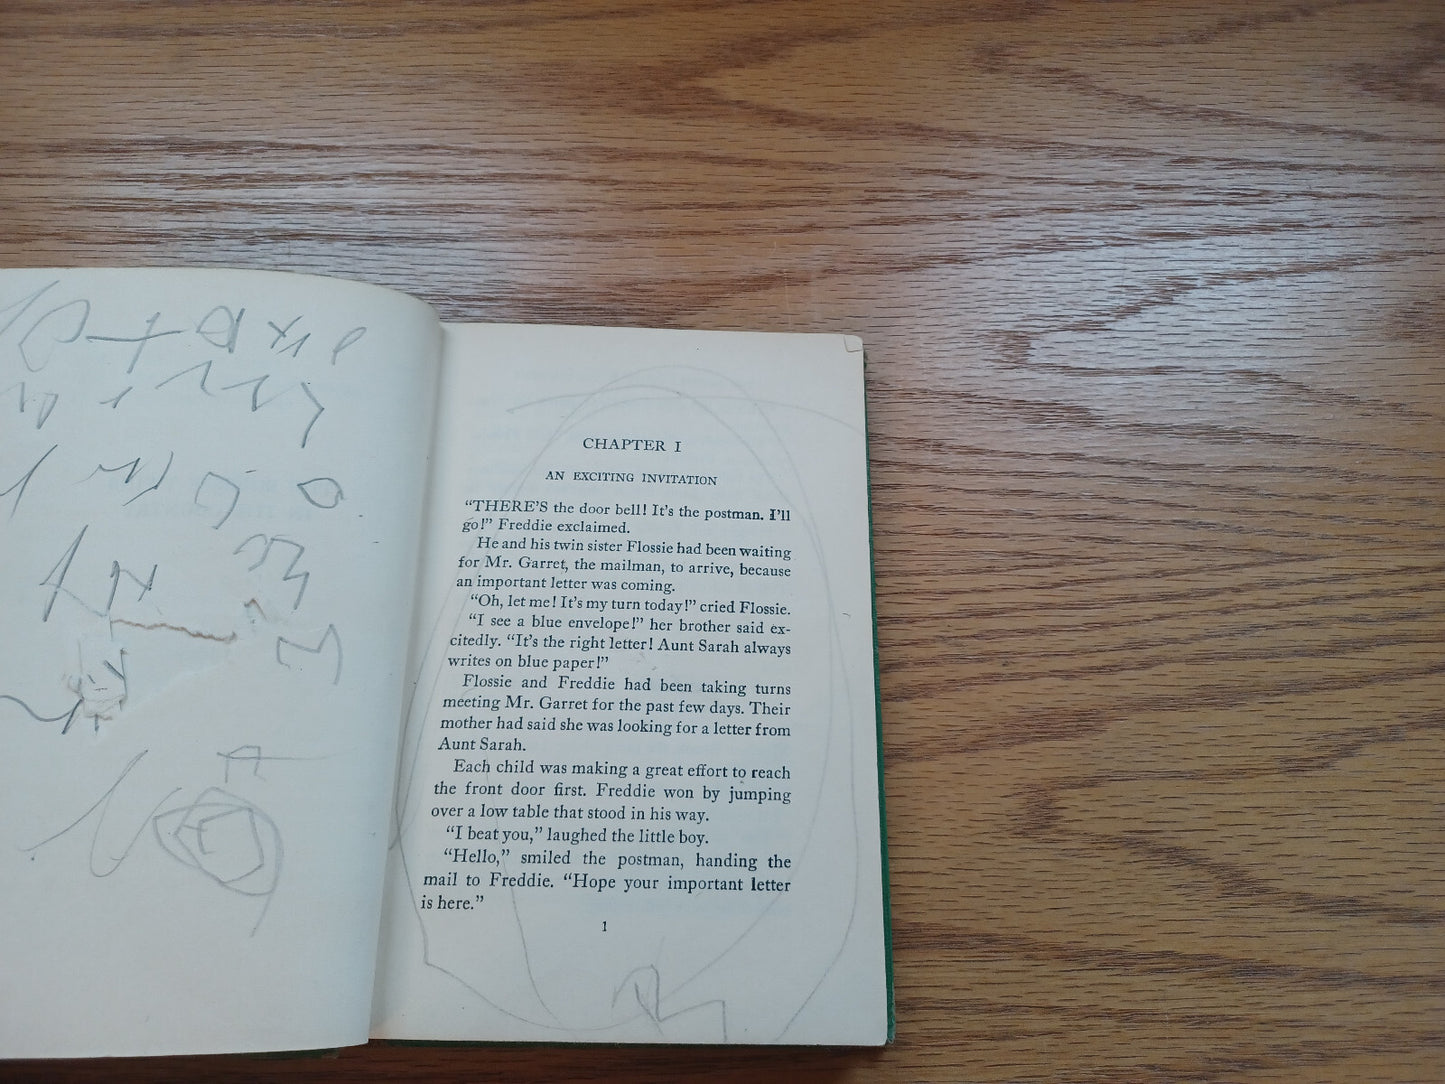 CHAPTER I
AN EXCITING INVITATION
“THERE’S the door bell! It’s the postman. I’ll
go!” Freddie exclaimed.
He and his twin sister Flossie had been waiting
for Mr. Garret, the mailman, to arrive, because
an important letter was coming.
“Oh, let me! It’s my turn today!” cried Flossie.
“I see a blue envelope!” her brother said ex-
citedly. “It’s the right letter! Aunt Sarah always
writes on blue paper!”
Flossie and Freddie had been taking turns
meeting Mr. Garret for the past few days. Their
mother had said she was looking for a letter from
Aunt Sarah.
Each child was making a great effort to reach
the front door first. Freddie won by jumping
over a low table that stood in his way.
“I beat you,” laughed the little boy.
“Hello,” smiled the postman, handing the
mail to Freddie. “Hope your important letter
is here.”
1